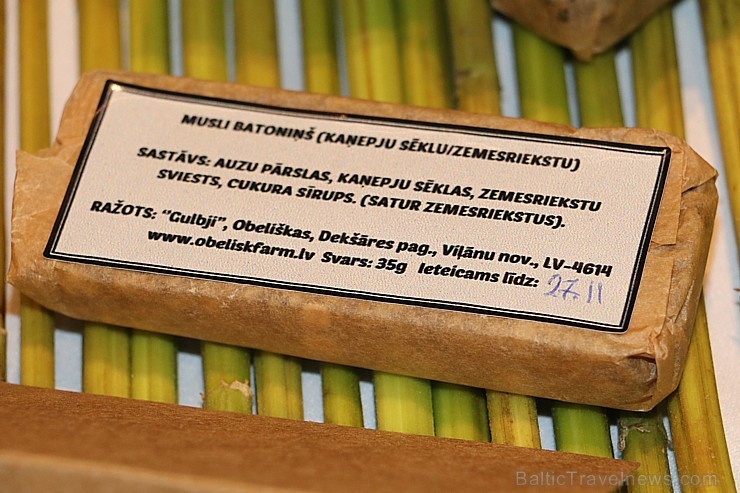 MUSLI BATONIŅŠ (KAŅEPJU SĒKLU/ZEMESRIEKSTU)
SASTĀVS: AUZU PĀRSLAS, KAŅEPJU SĒKLAS, ZEMESRIEKSTU
SVIESTS, CUKURA SĪRUPS. (SATUR ZEMESRIEKSTUS).
RAŽOTS: "Gulbji", Obeliškas, Dekšāres pag., Viļānu nov., LV-4614
www.obeliskfarm.lv Svars: 35g Ieteicams līdz: 27.11
BalticTravelnews.com